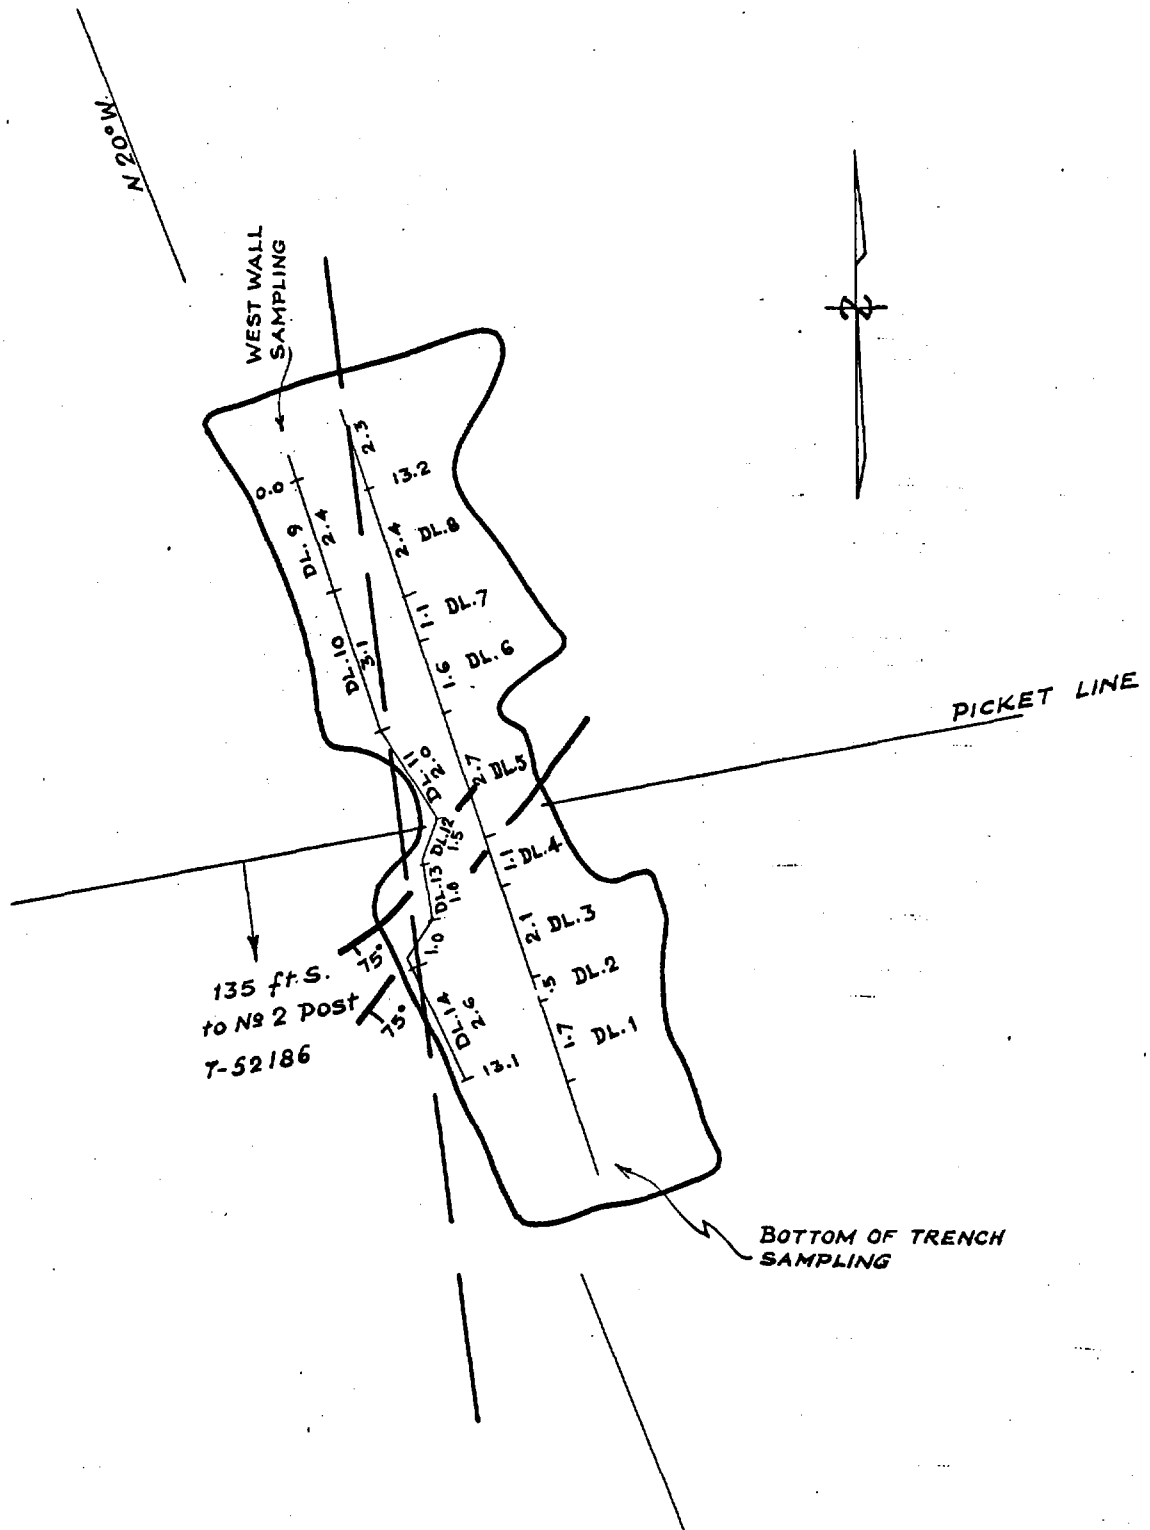 N 20° W.
WEST WALL
SAMPLING
N
0.0
DL. 9
2.4
DL. 10
3.1
DL. 11
2.0
DL. 12
1.5
DL. 13
1.0
DL. 14
2.6
13.1
2.3
13.2
2.4
DL. 8
1.1
DL. 7
1.6
DL. 6
2.7
DL. 5
1.1
DL. 4
2.1
DL. 3
.5
DL. 2
1.7
DL. 1
PICKET LINE
75°
75°
135 ft. S.
to № 2 Post
T-52186
BOTTOM OF TRENCH
SAMPLING